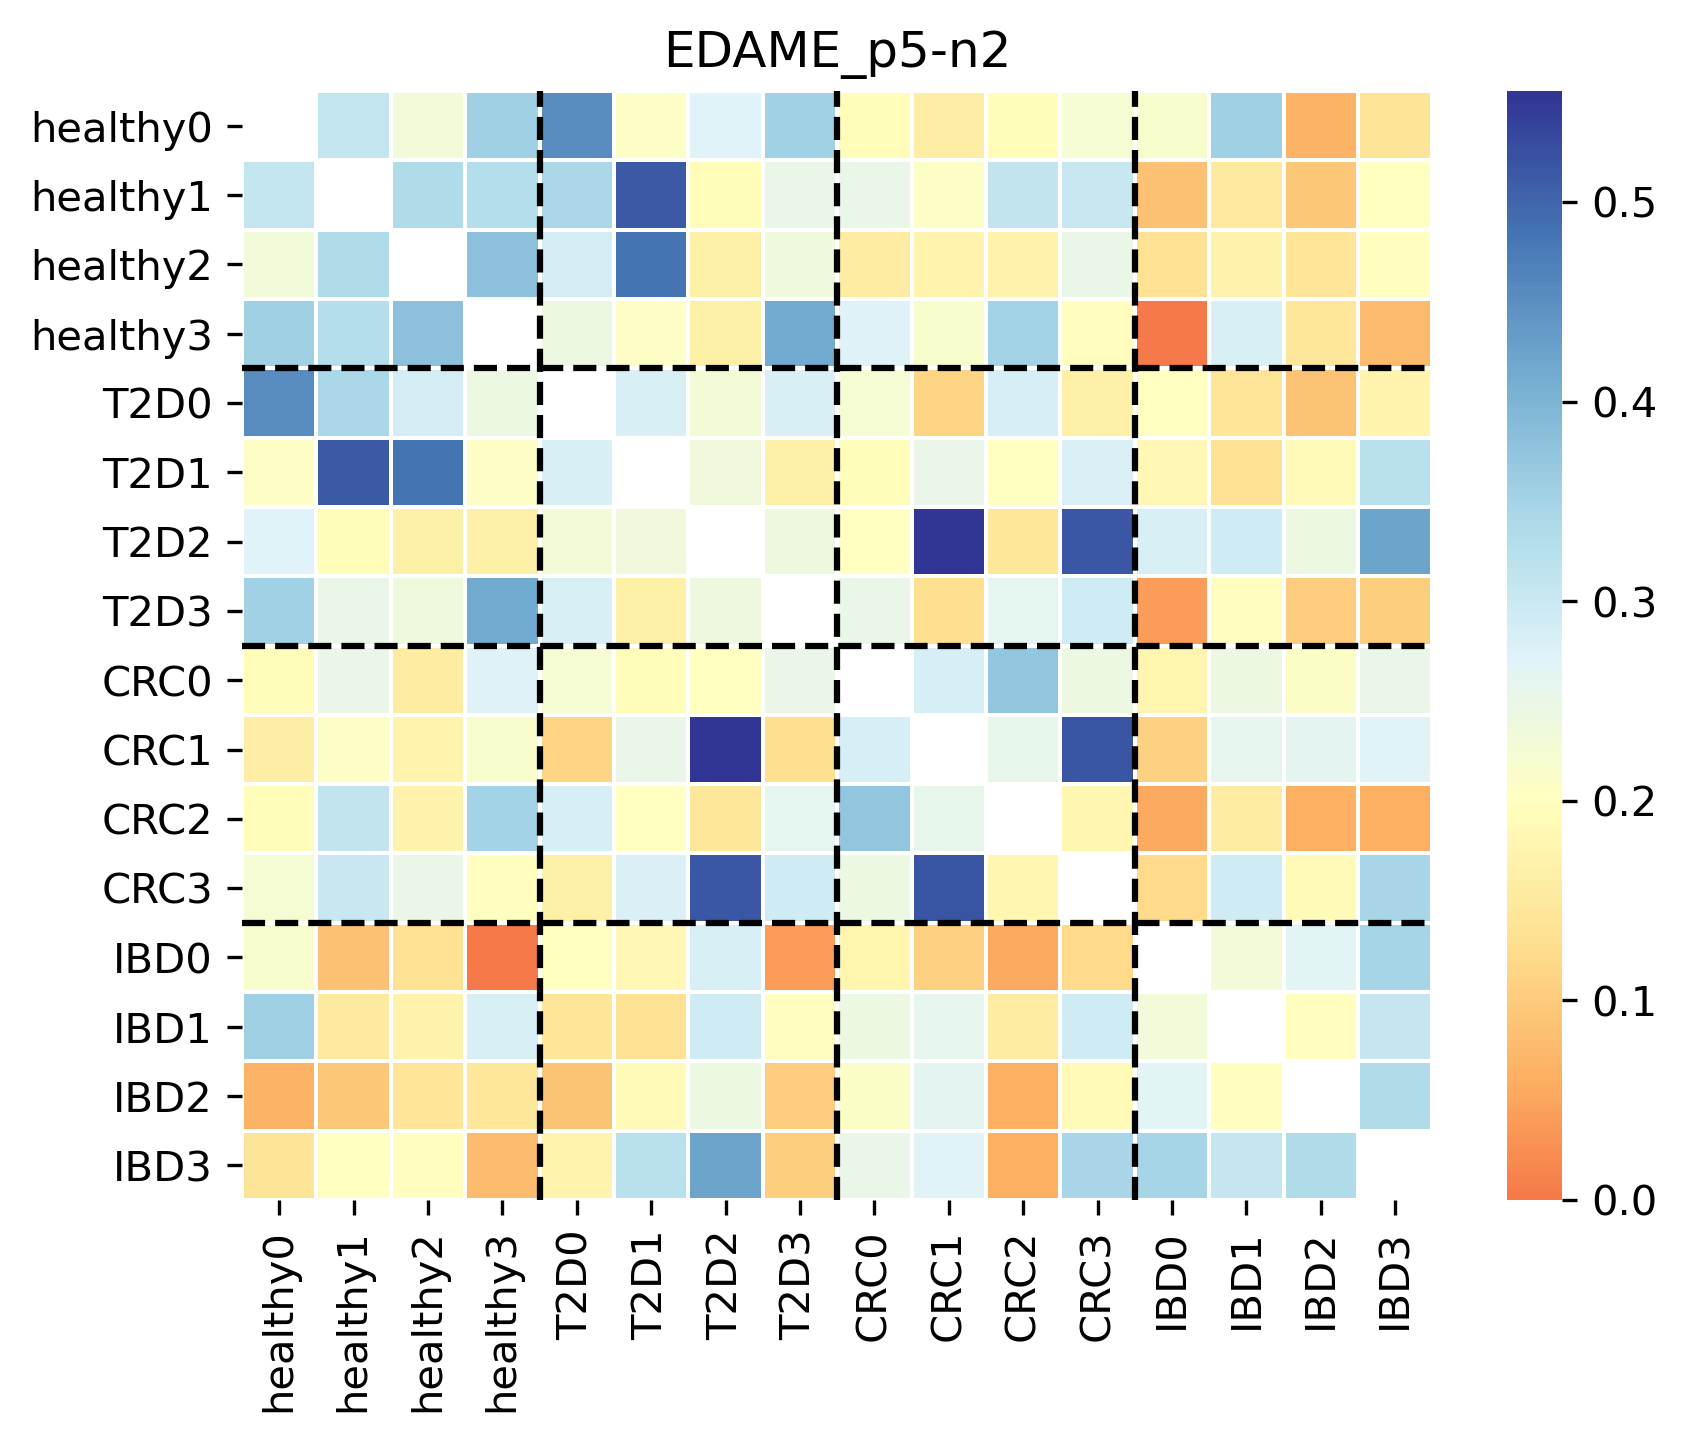 EDAME_p5-n2
healthy0
healthy1
healthy2
healthy3
T2D0
T2D1
T2D2
T2D3
CRC0
CRC1
CRC2
CRC3
IBD0
IBD1
IBD2
IBD3
healthy0
healthy1
healthy2
healthy3
T2D0
T2D1
T2D2
T2D3
CRC0
CRC1
CRC2
CRC3
IBD0
IBD1
IBD2
IBD3
0.5
0.4
0.3
0.2
0.1
0.0